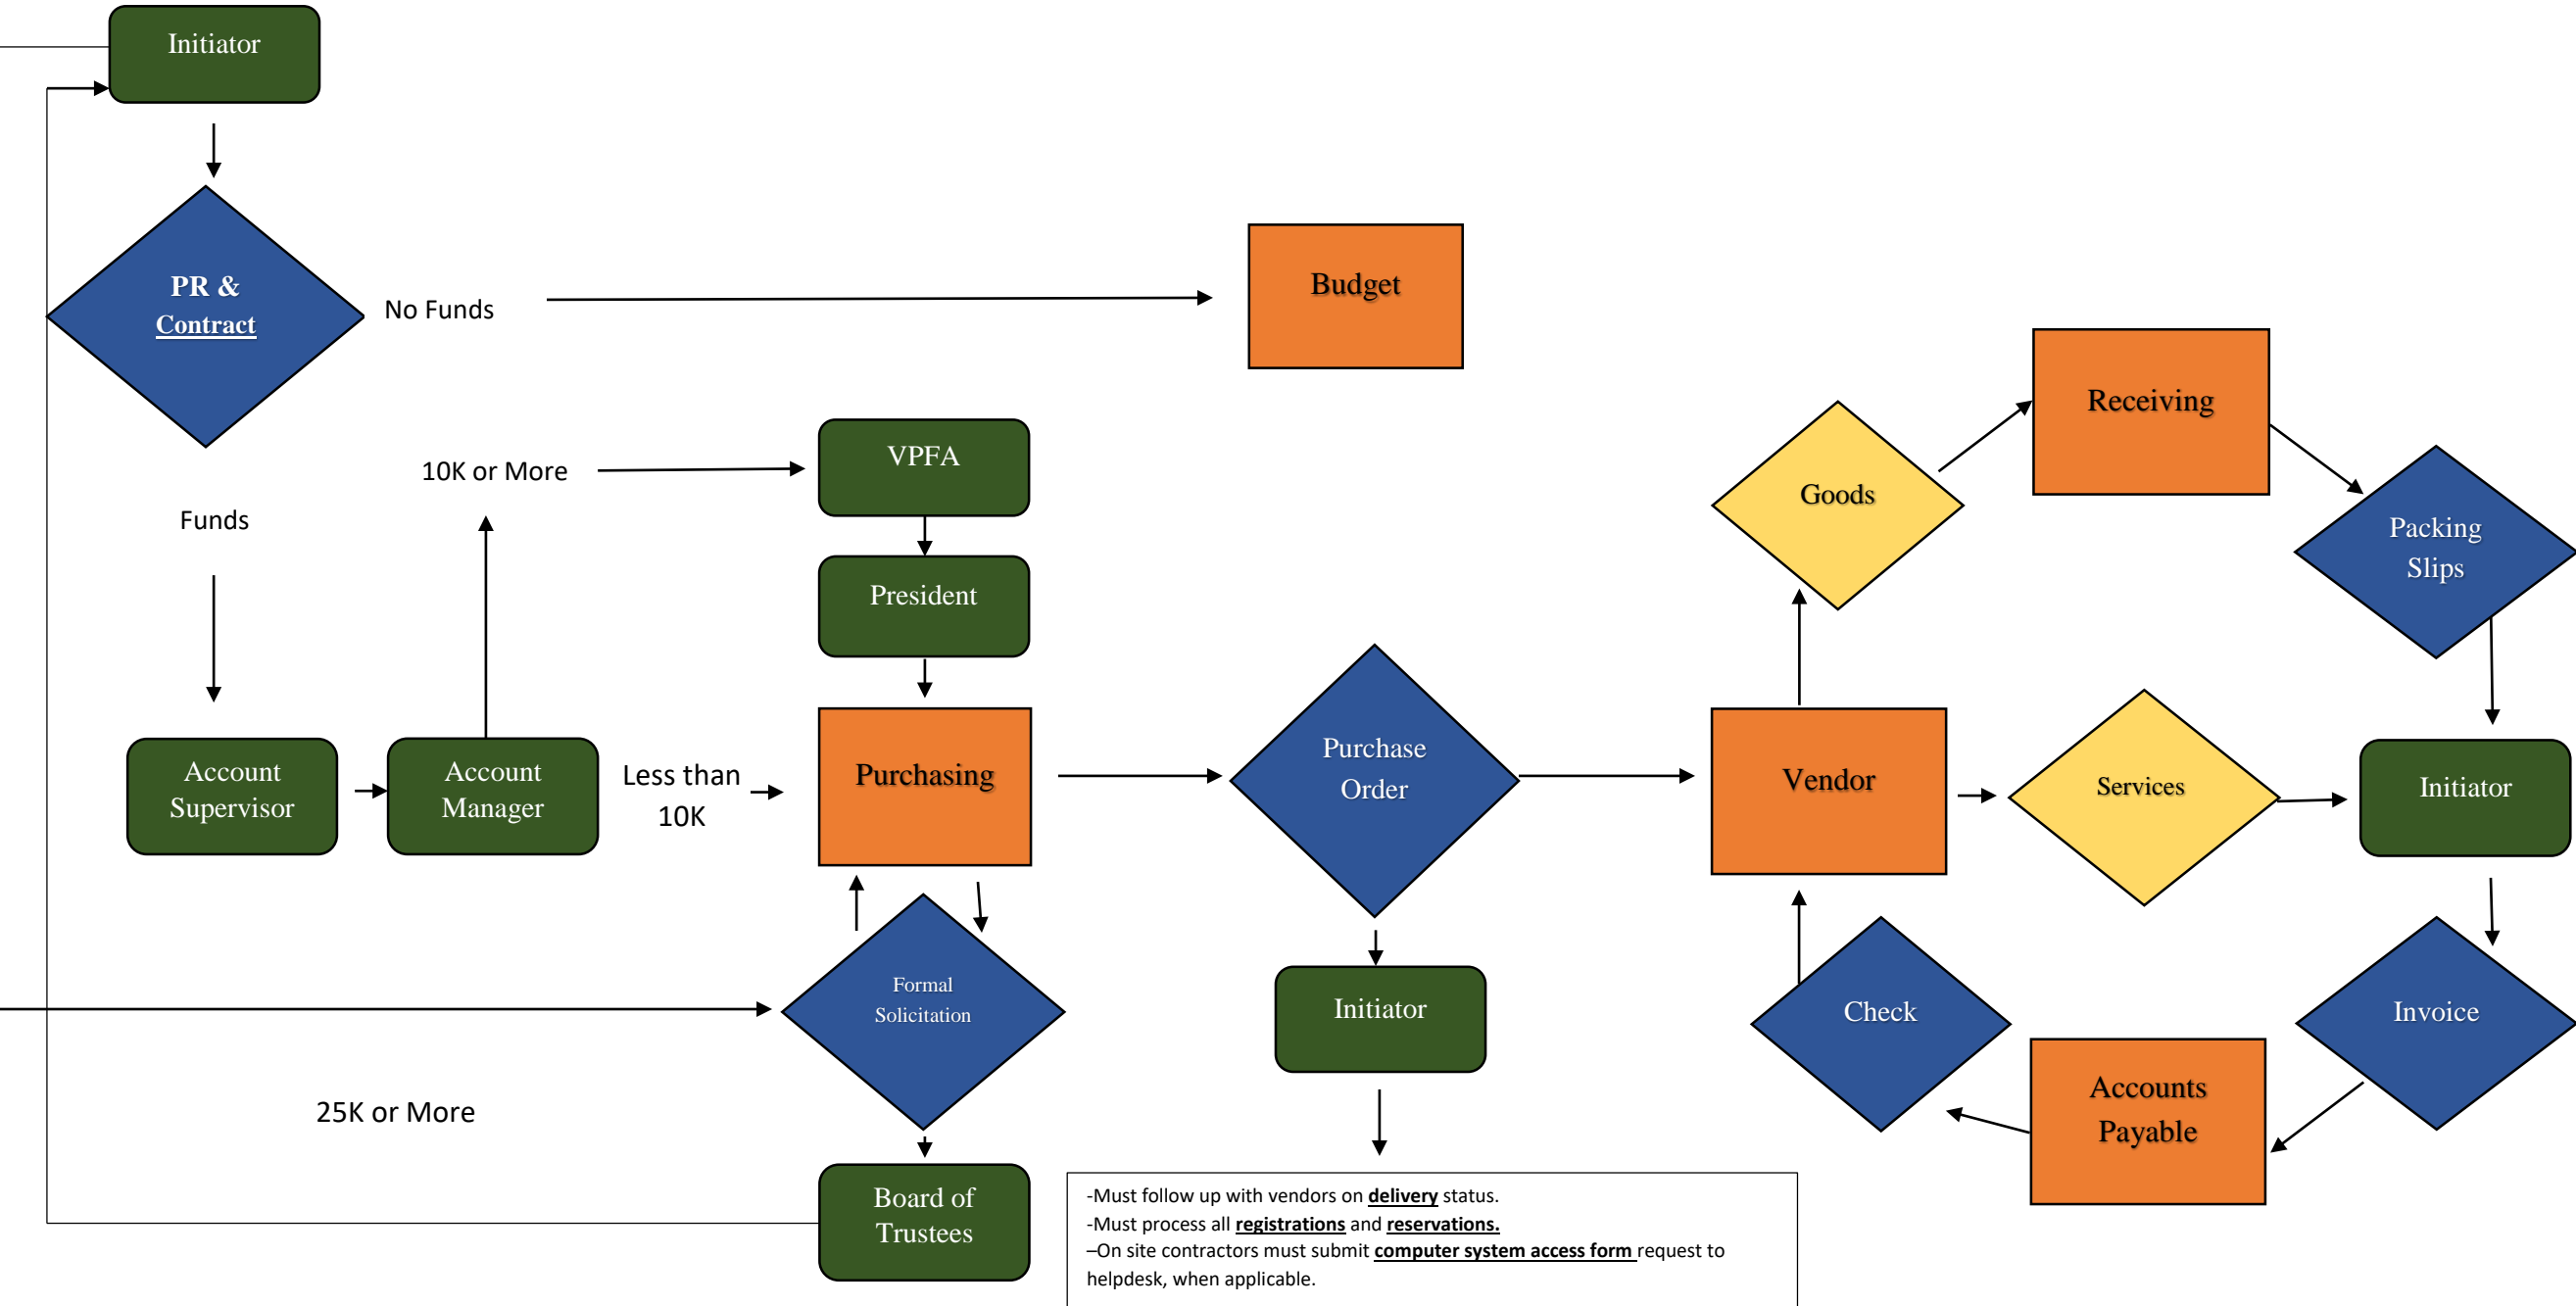 Initiator
PR &
Contract
No Funds
Budget
Funds
10K or More
VPFA
President
Account
Supervisor
Account
Manager
Less than
10K
Purchasing
Purchase
Order
Vendor
Goods
Receiving
Packing
Slips
Services
Initiator
Formal
Solicitation
Initiator
Check
Invoice
Accounts
Payable
25K or More
Board of
Trustees
-Must follow up with vendors on delivery status.
-Must process all registrations and reservations.
–On site contractors must submit computer system access form request to
helpdesk, when applicable.